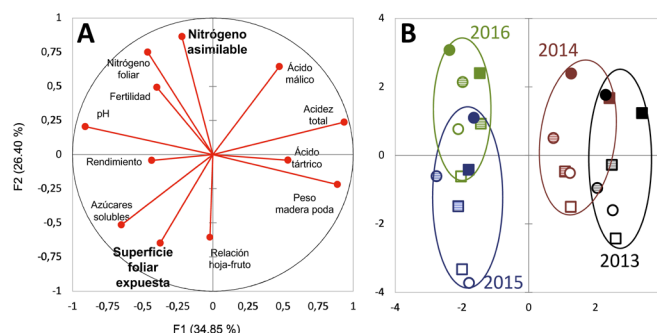 A
1
0,75
0,5
0,25
0
-0,25
-0,5
-0,75
-1
F2 (26.40 %)
Nitrógeno
asimilable
Nitrógeno
foliar
Fertilidad
pH
Ácido
málico
Acidez
total
Rendimiento
Ácido
tártrico
Peso
madera poda
Azúcares
solubles
Superficie
foliar
expuesta
Relación
hoja-fruto
-1 -0,75 -0,5 -0,25 0 0,25 0,5 0,75 1
F1 (34.85 %)
B
4
2
0
-2
-4
2016
2014
2015
2013
-4 -2 0 2 4